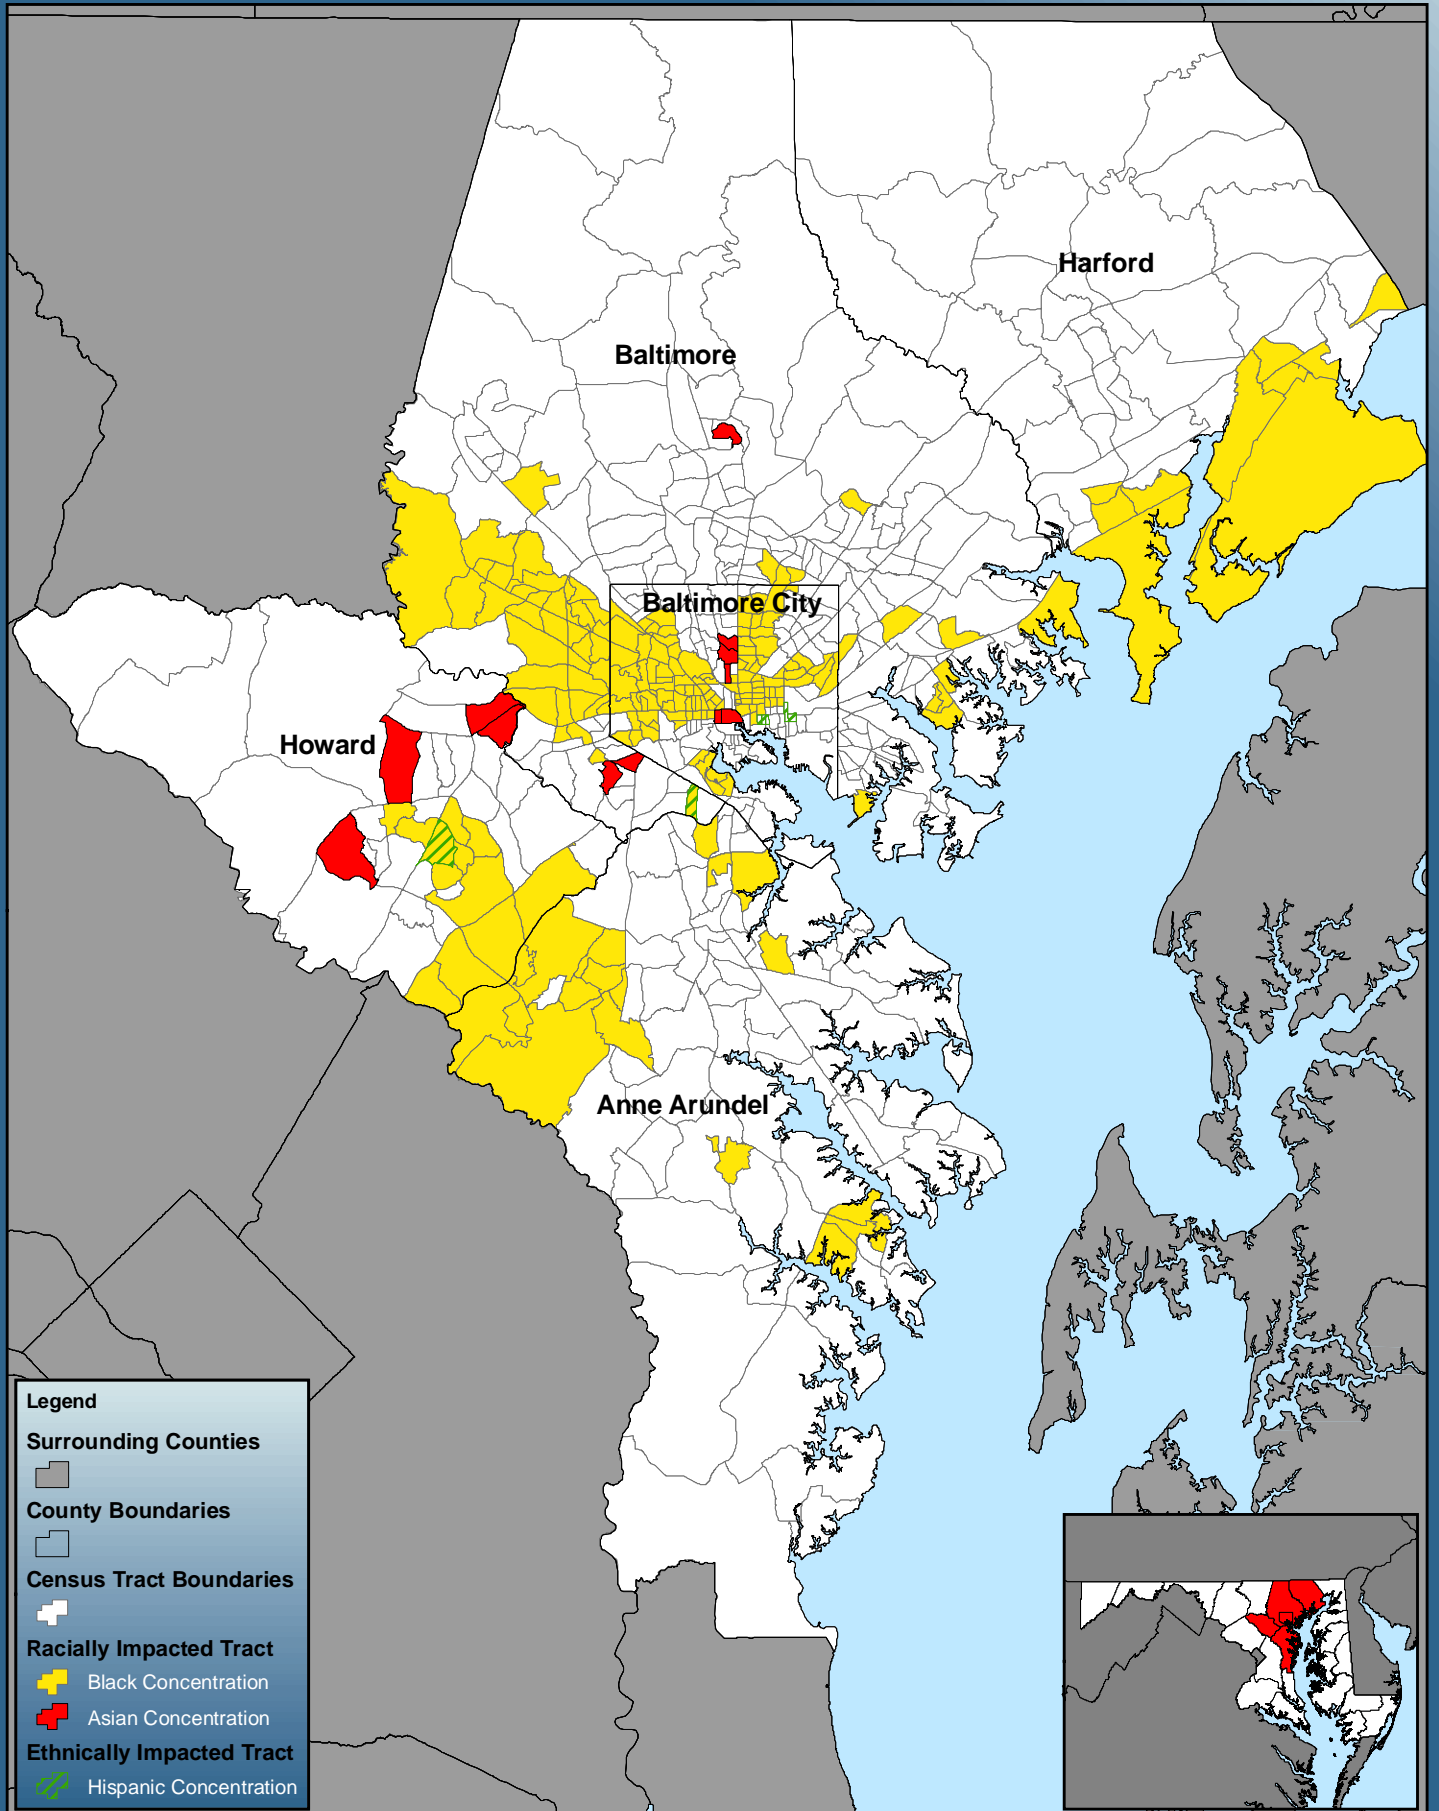 Harford
Baltimore
Baltimore City
Howard
Anne Arundel
Legend
Surrounding Counties
County Boundaries
Census Tract Boundaries
Racially Impacted Tract
Black Concentration
Asian Concentration
Ethnically Impacted Tract
Hispanic Concentration